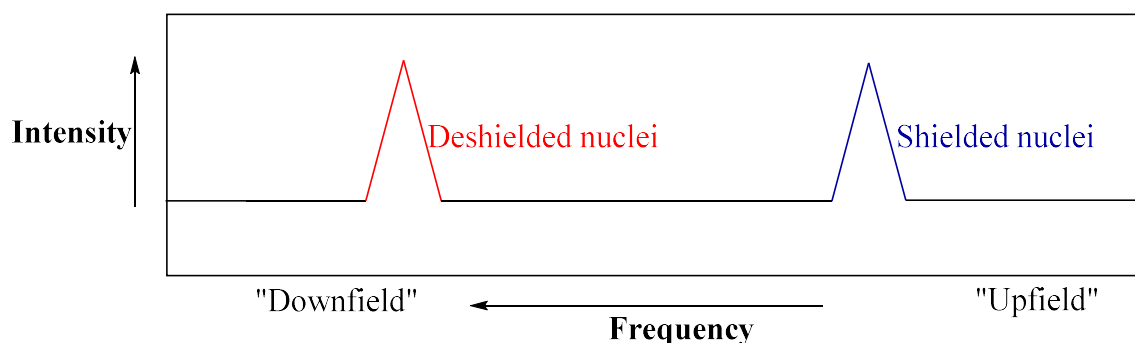 Intensity
Deshielded nuclei
Shielded nuclei
"Downfield"
"Upfield"
Frequency